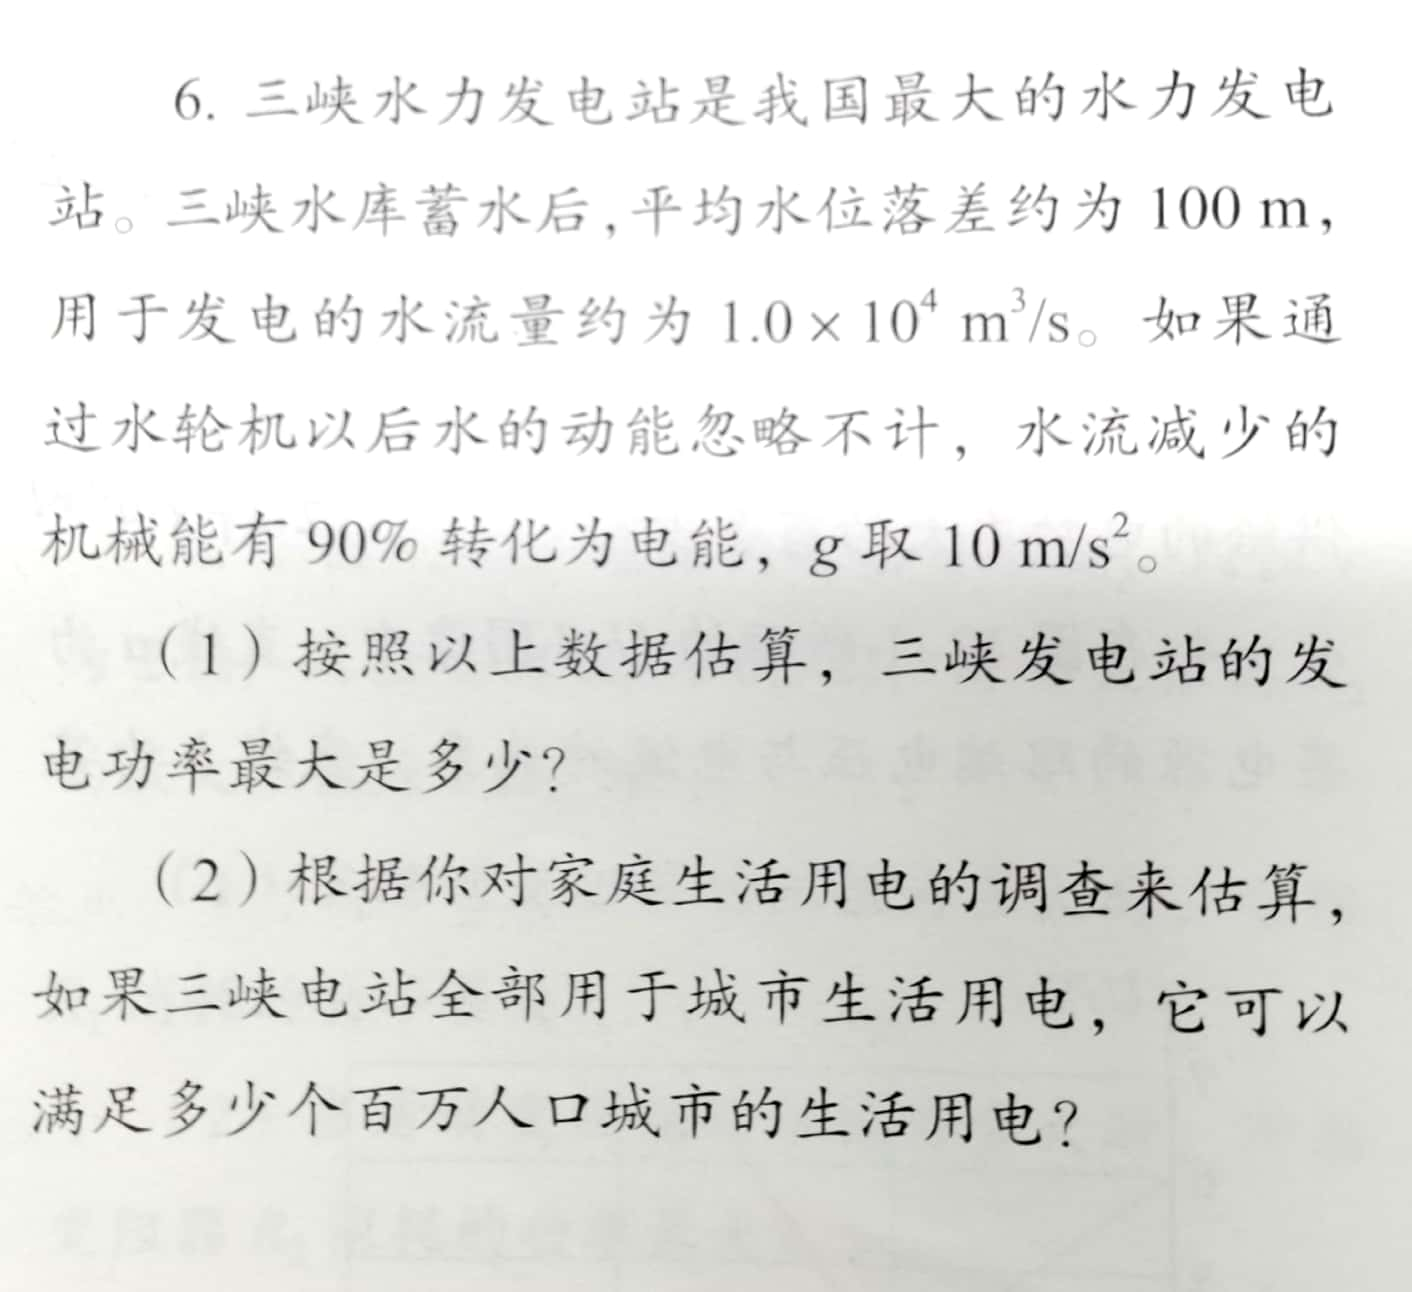 6. 三峡水力发电站是我国最大的水力发电
站。三峡水库蓄水后,平均水位落差约为 100 m,
用于发电的水流量约为 1.0 × 10⁴ m³/s。如果通
过水轮机以后水的动能忽略不计，水流减少的
机械能有 90% 转化为电能，g 取 10 m/s²。
（1）按照以上数据估算，三峡发电站的发
电功率最大是多少？
（2）根据你对家庭生活用电的调查来估算，
如果三峡电站全部用于城市生活用电，它可以
满足多少个百万人口城市的生活用电？